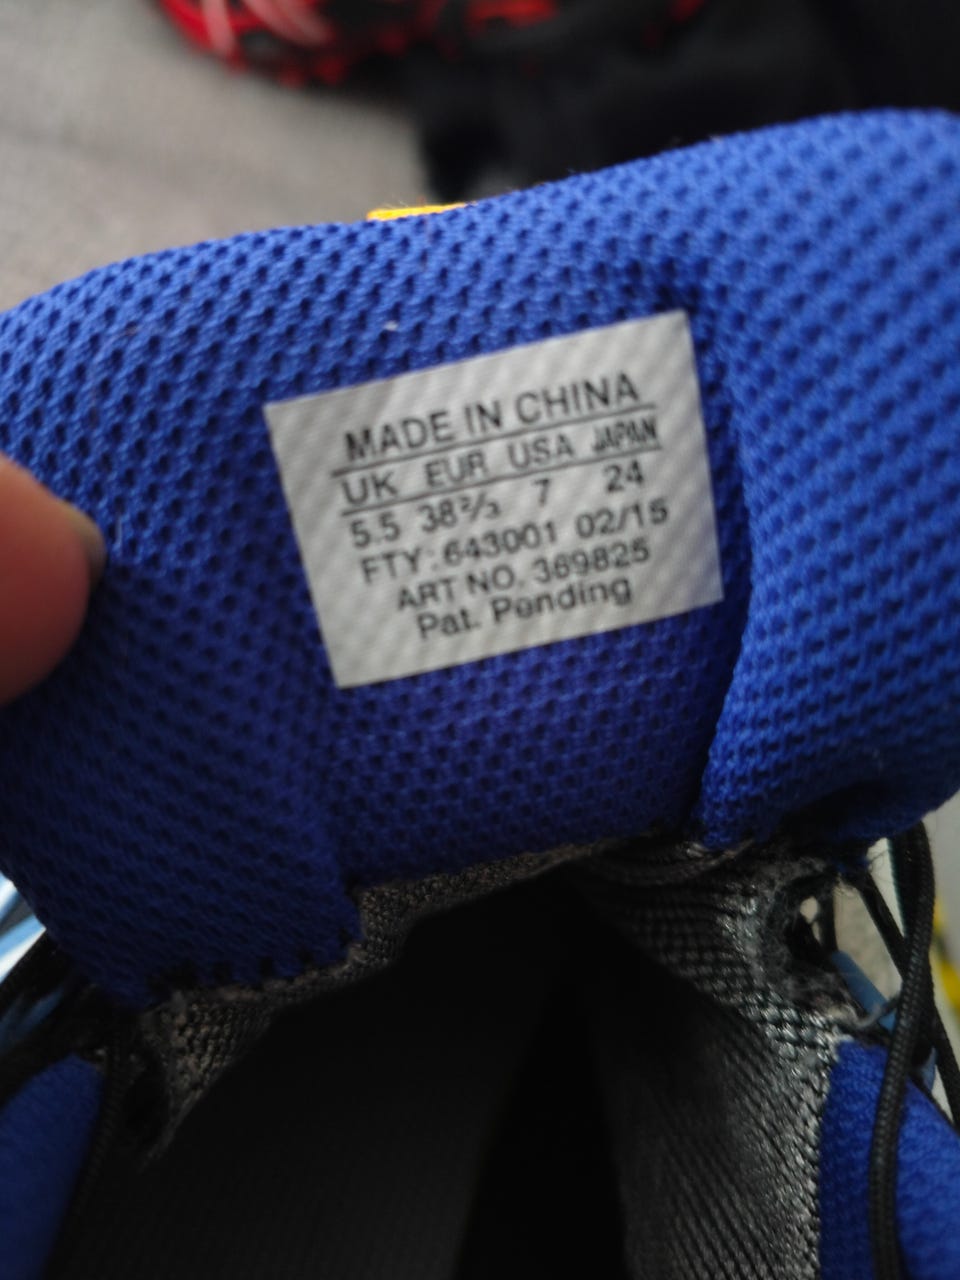 MADE IN CHINA
UK EUR USA JAPAN
5.5 38⅔ 7 24
FTY: 643001 02/15
ART NO. 369825
Pat. Pending